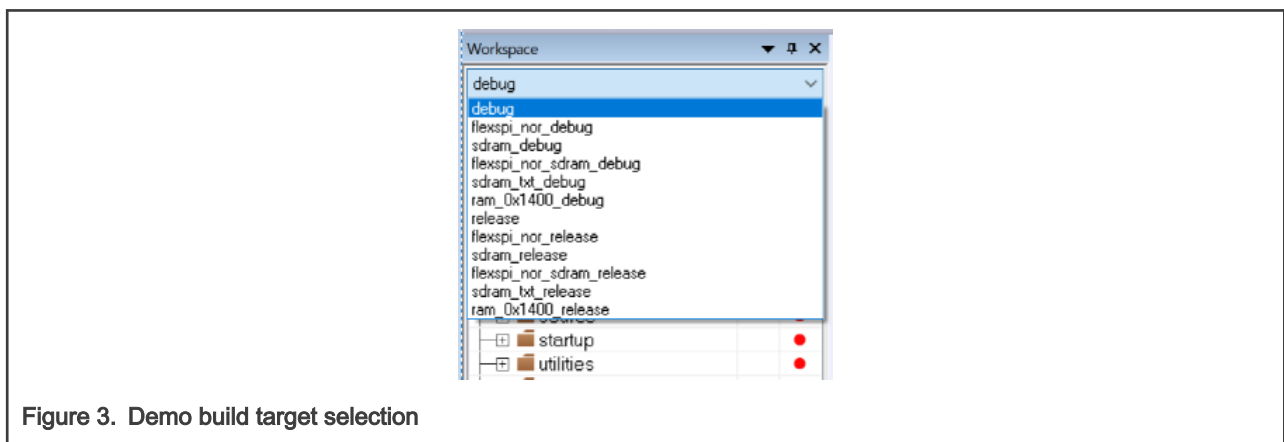 Workspace
debug
debug
flexspi_nor_debug
sdram_debug
flexspi_nor_sdram_debug
sdram_txt_debug
ram_0x1400_debug
release
flexspi_nor_release
sdram_release
flexspi_nor_sdram_release
sdram_txt_release
ram_0x1400_release
startup
utilities
Figure 3. Demo build target selection